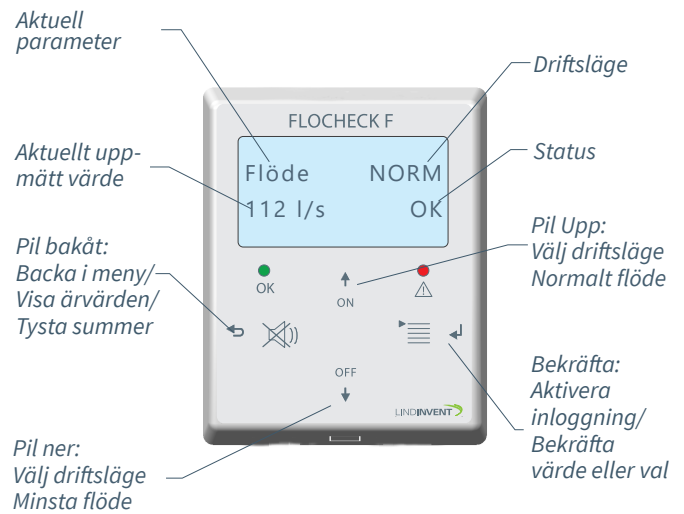 Aktuell
parameter
Driftsläge
FLOCHECK F
Aktuellt upp-
mätt värde
Flöde NORM
112 l/s OK
Status
Pil bakåt:
Backa i meny/
Visa ärvärden/
Tysta summer
OK
ON
Pil Upp:
Välj driftsläge
Normalt flöde
OFF
LINDINVENT
Bekräfta:
Aktivera
inloggning/
Bekräfta
värde eller val
Pil ner:
Välj driftsläge
Minsta flöde